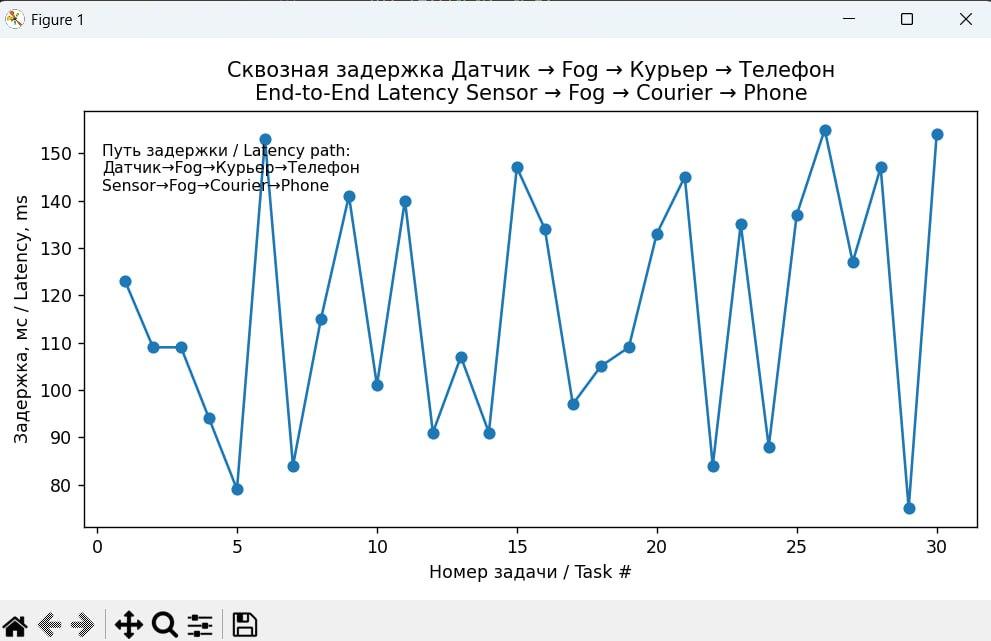 Figure 1
Сквозная задержка Датчик → Fog → Курьер → Телефон
End-to-End Latency Sensor → Fog → Courier → Phone
Путь задержки / Latency path:
Датчик→Fog→Курьер→Телефон
Sensor→Fog→Courier→Phone
Задержка, мс / Latency, ms
150
140
130
120
110
100
90
80
0 5 10 15 20 25 30
Номер задачи / Task #